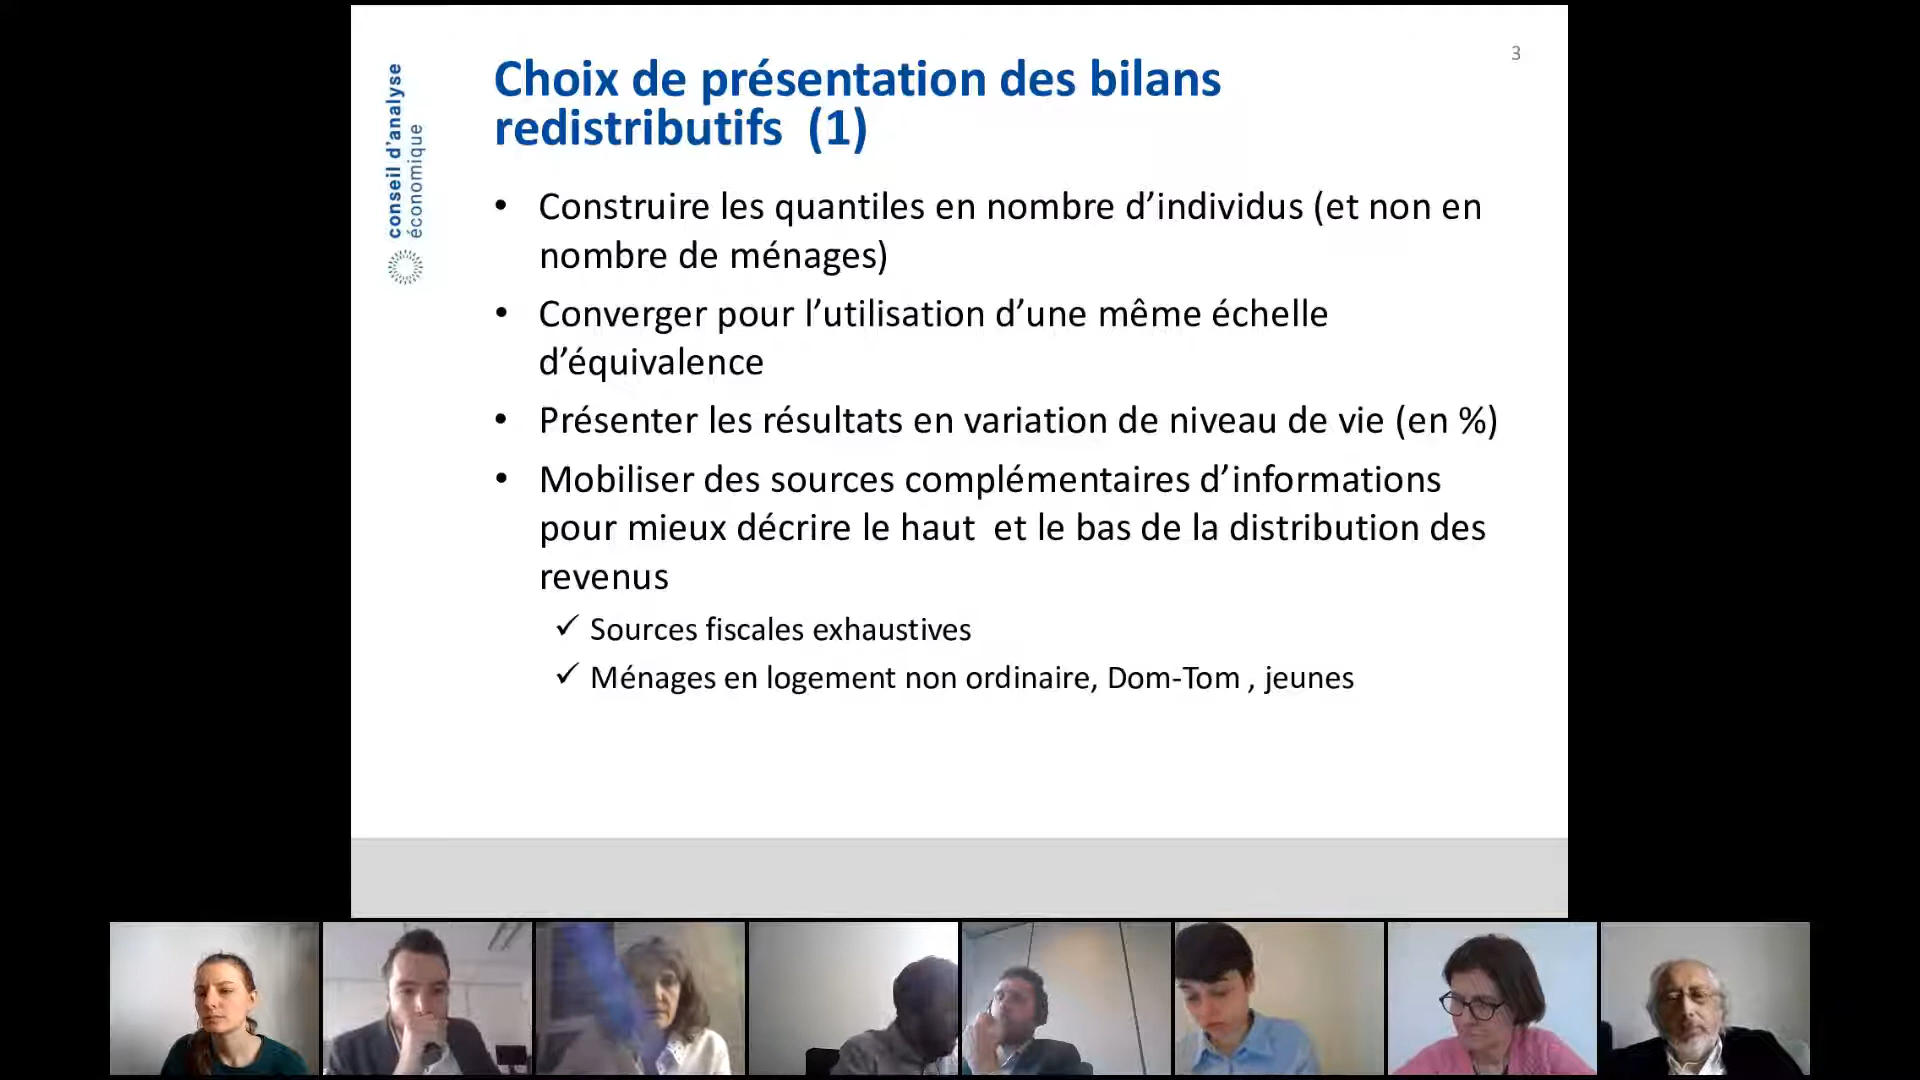 3
conseil d'analyse
économique
Choix de présentation des bilans
redistributifs (1)
• Construire les quantiles en nombre d’individus (et non en
nombre de ménages)
• Converger pour l’utilisation d’une même échelle
d’équivalence
• Présenter les résultats en variation de niveau de vie (en %)
• Mobiliser des sources complémentaires d’informations
pour mieux décrire le haut et le bas de la distribution des
revenus
✓ Sources fiscales exhaustives
✓ Ménages en logement non ordinaire, Dom-Tom , jeunes